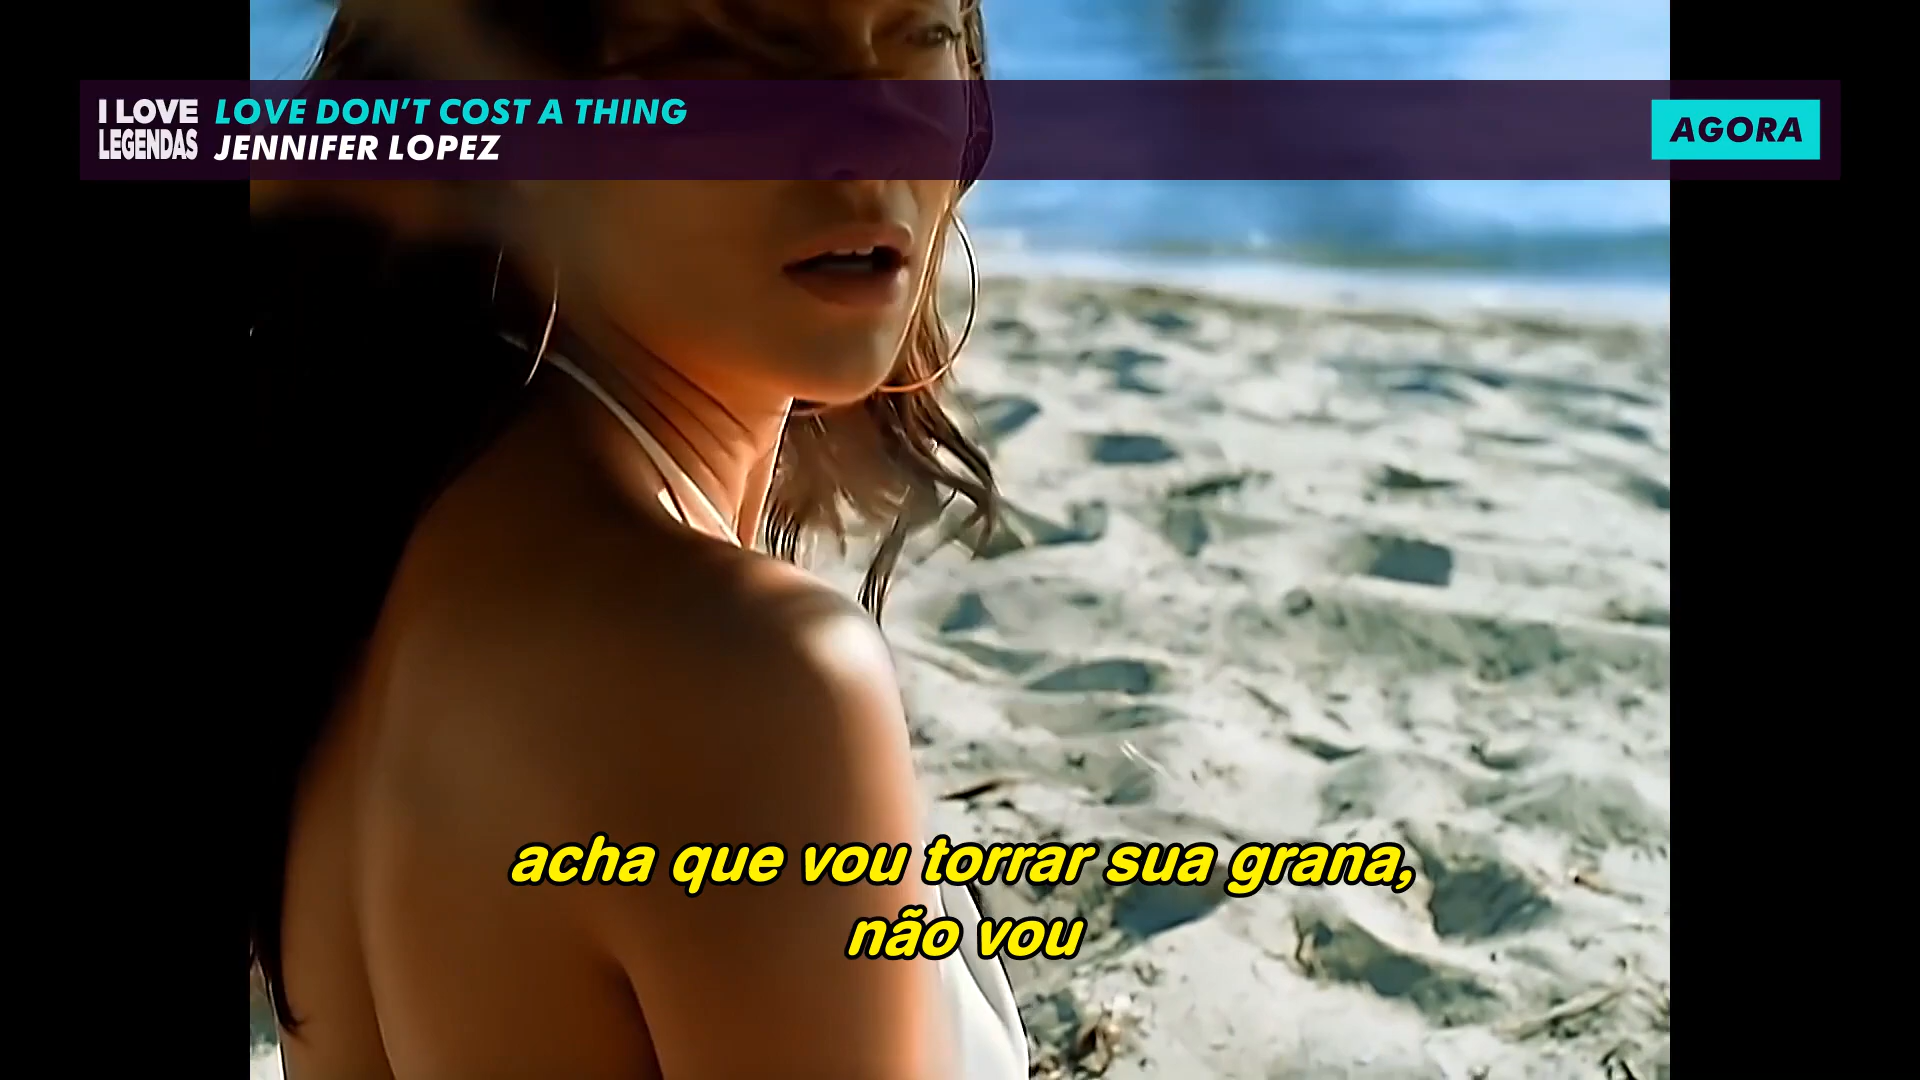 I LOVE
LEGENDAS
LOVE DON'T COST A THING
JENNIFER LOPEZ
AGORA
acha que vou torrar sua grana,
não vou